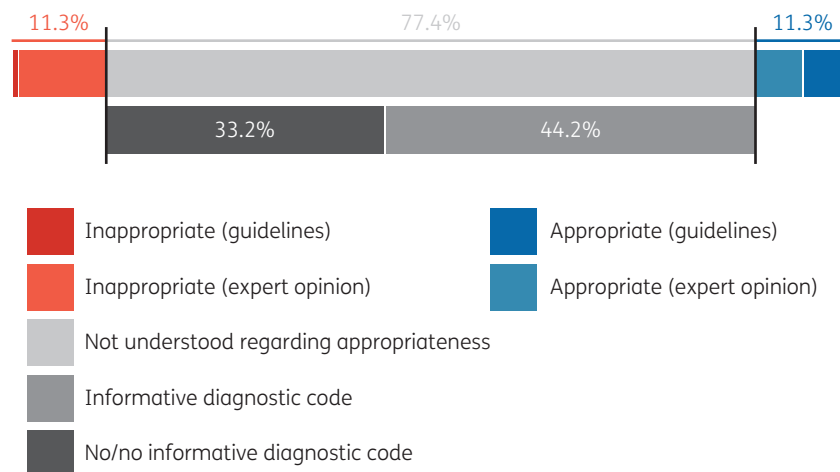 11.3% 77.4% 11.3%
33.2% 44.2%
Inappropriate (guidelines) Appropriate (guidelines)
Inappropriate (expert opinion) Appropriate (expert opinion)
Not understood regarding appropriateness
Informative diagnostic code
No/no informative diagnostic code